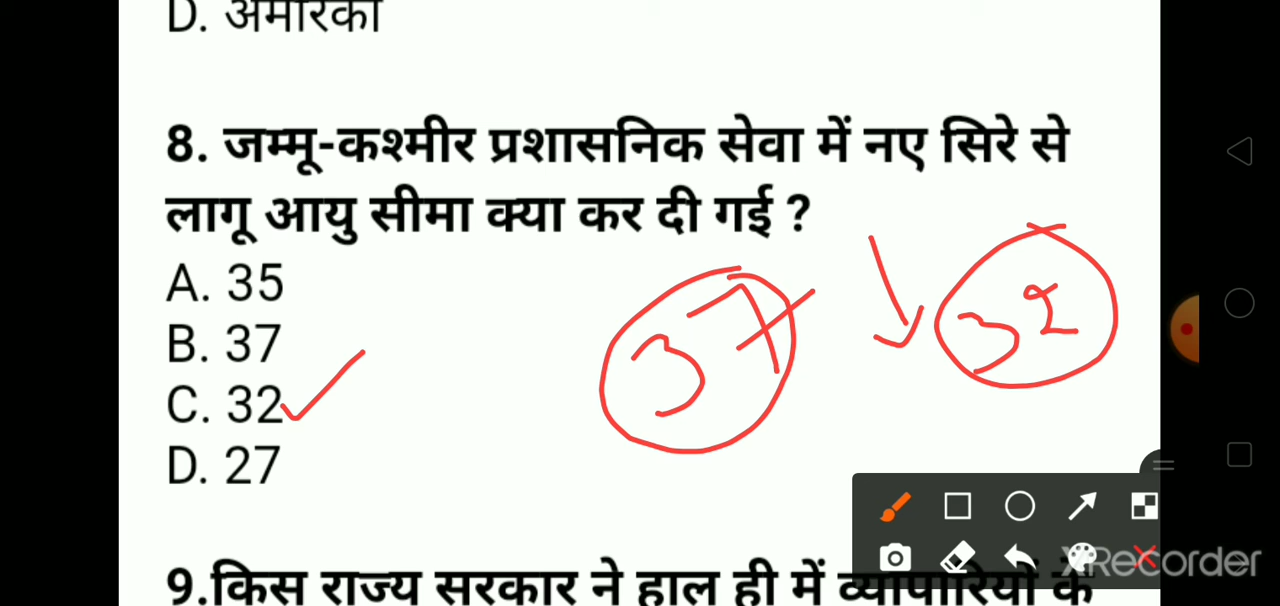 D. अमेरिका
8. जम्मू-कश्मीर प्रशासनिक सेवा में नए सिरे से
लागू आयु सीमा क्या कर दी गई ?
A. 35
B. 37
C. 32
D. 27
37
32
9.किस राज्य सरकार ने हाल ही में व्यापारियों के
XRecorder